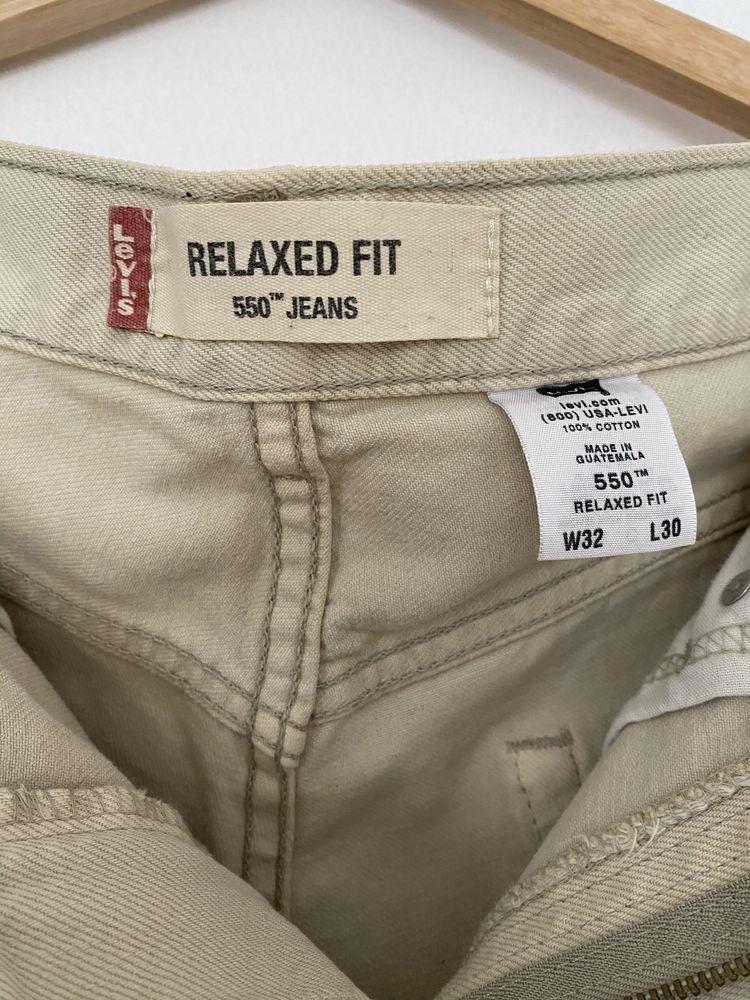 Levi's
RELAXED FIT
550™ JEANS
levi.com
(800) USA-LEVI
100% COTTON
MADE IN
GUATEMALA
550™
RELAXED FIT
W32 L30